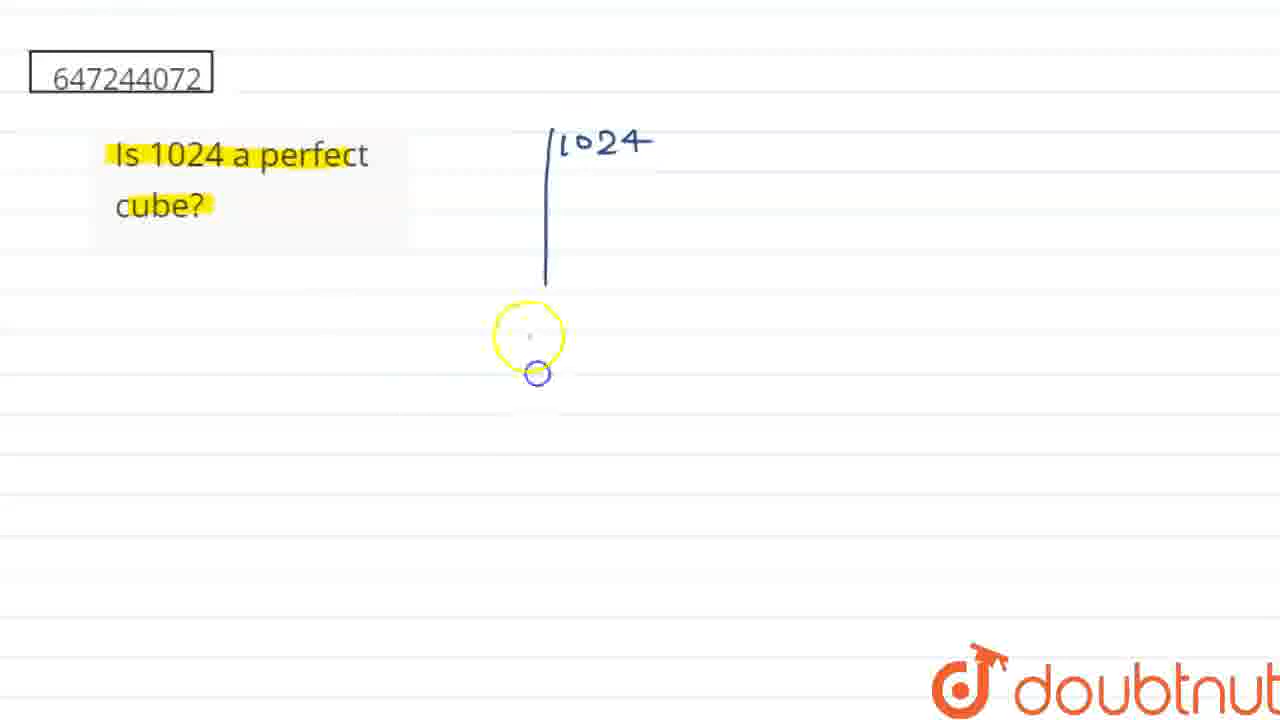 647244072
Is 1024 a perfect
cube?
1024
doubtnut